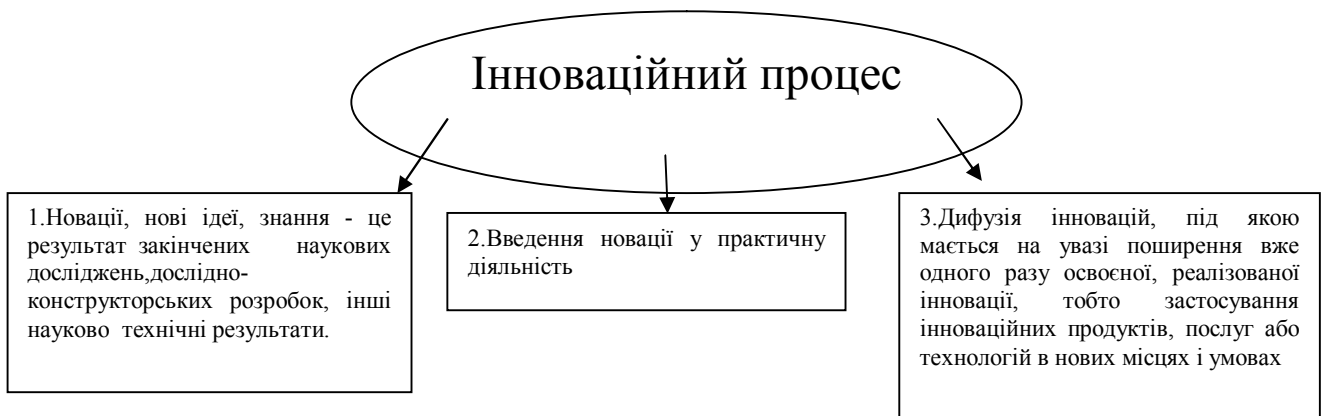 Інноваційний процес
1.Новації, нові ідеї, знання - це
результат закінчених наукових
досліджень,дослідно-
конструкторських розробок, інші
науково технічні результати.
2.Введення новації у практичну
діяльність
3.Дифузія інновацій, під якою
мається на увазі поширення вже
одного разу освоєної, реалізованої
інновації, тобто застосування
інноваційних продуктів, послуг або
технологій в нових місцях і умовах